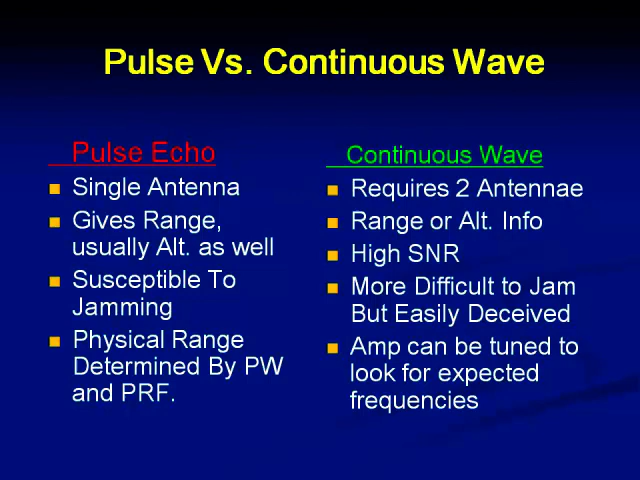 Pulse Vs. Continuous Wave
Pulse Echo
Single Antenna
Gives Range,
usually Alt. as well
Susceptible To
Jamming
Physical Range
Determined By PW
and PRF.
Continuous Wave
Requires 2 Antennae
Range or Alt. Info
High SNR
More Difficult to Jam
But Easily Deceived
Amp can be tuned to
look for expected
frequencies